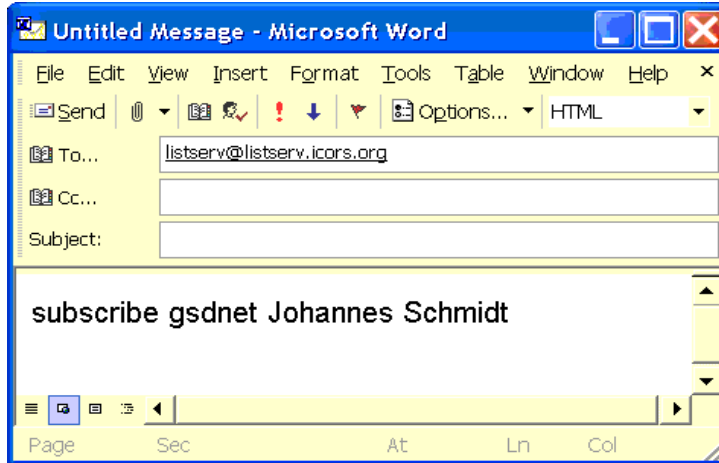 Untitled Message - Microsoft Word
File Edit View Insert Format Tools Table Window Help
Send Options... HTML
To... listserv@listserv.icors.org
Cc...
Subject:
subscribe gsdnet Johannes Schmidt
Page Sec At Ln Col